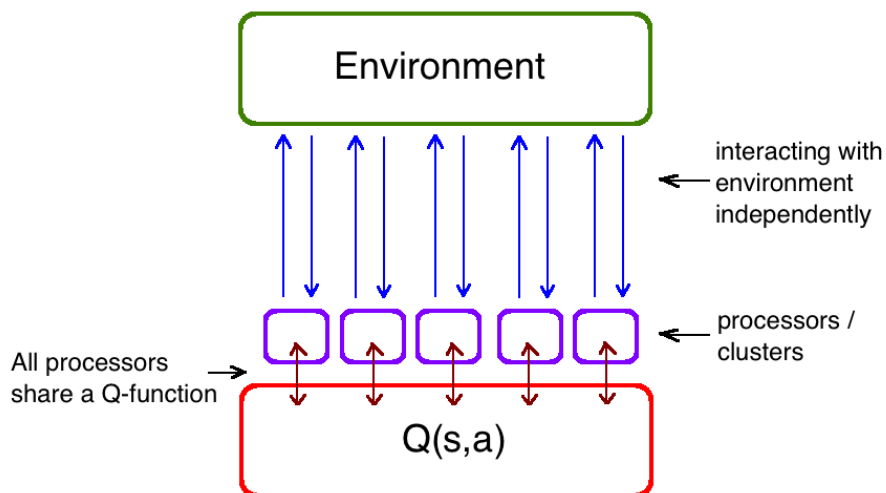 Environment
interacting with
environment
independently
processors /
clusters
All processors
share a Q-function
Q(s,a)